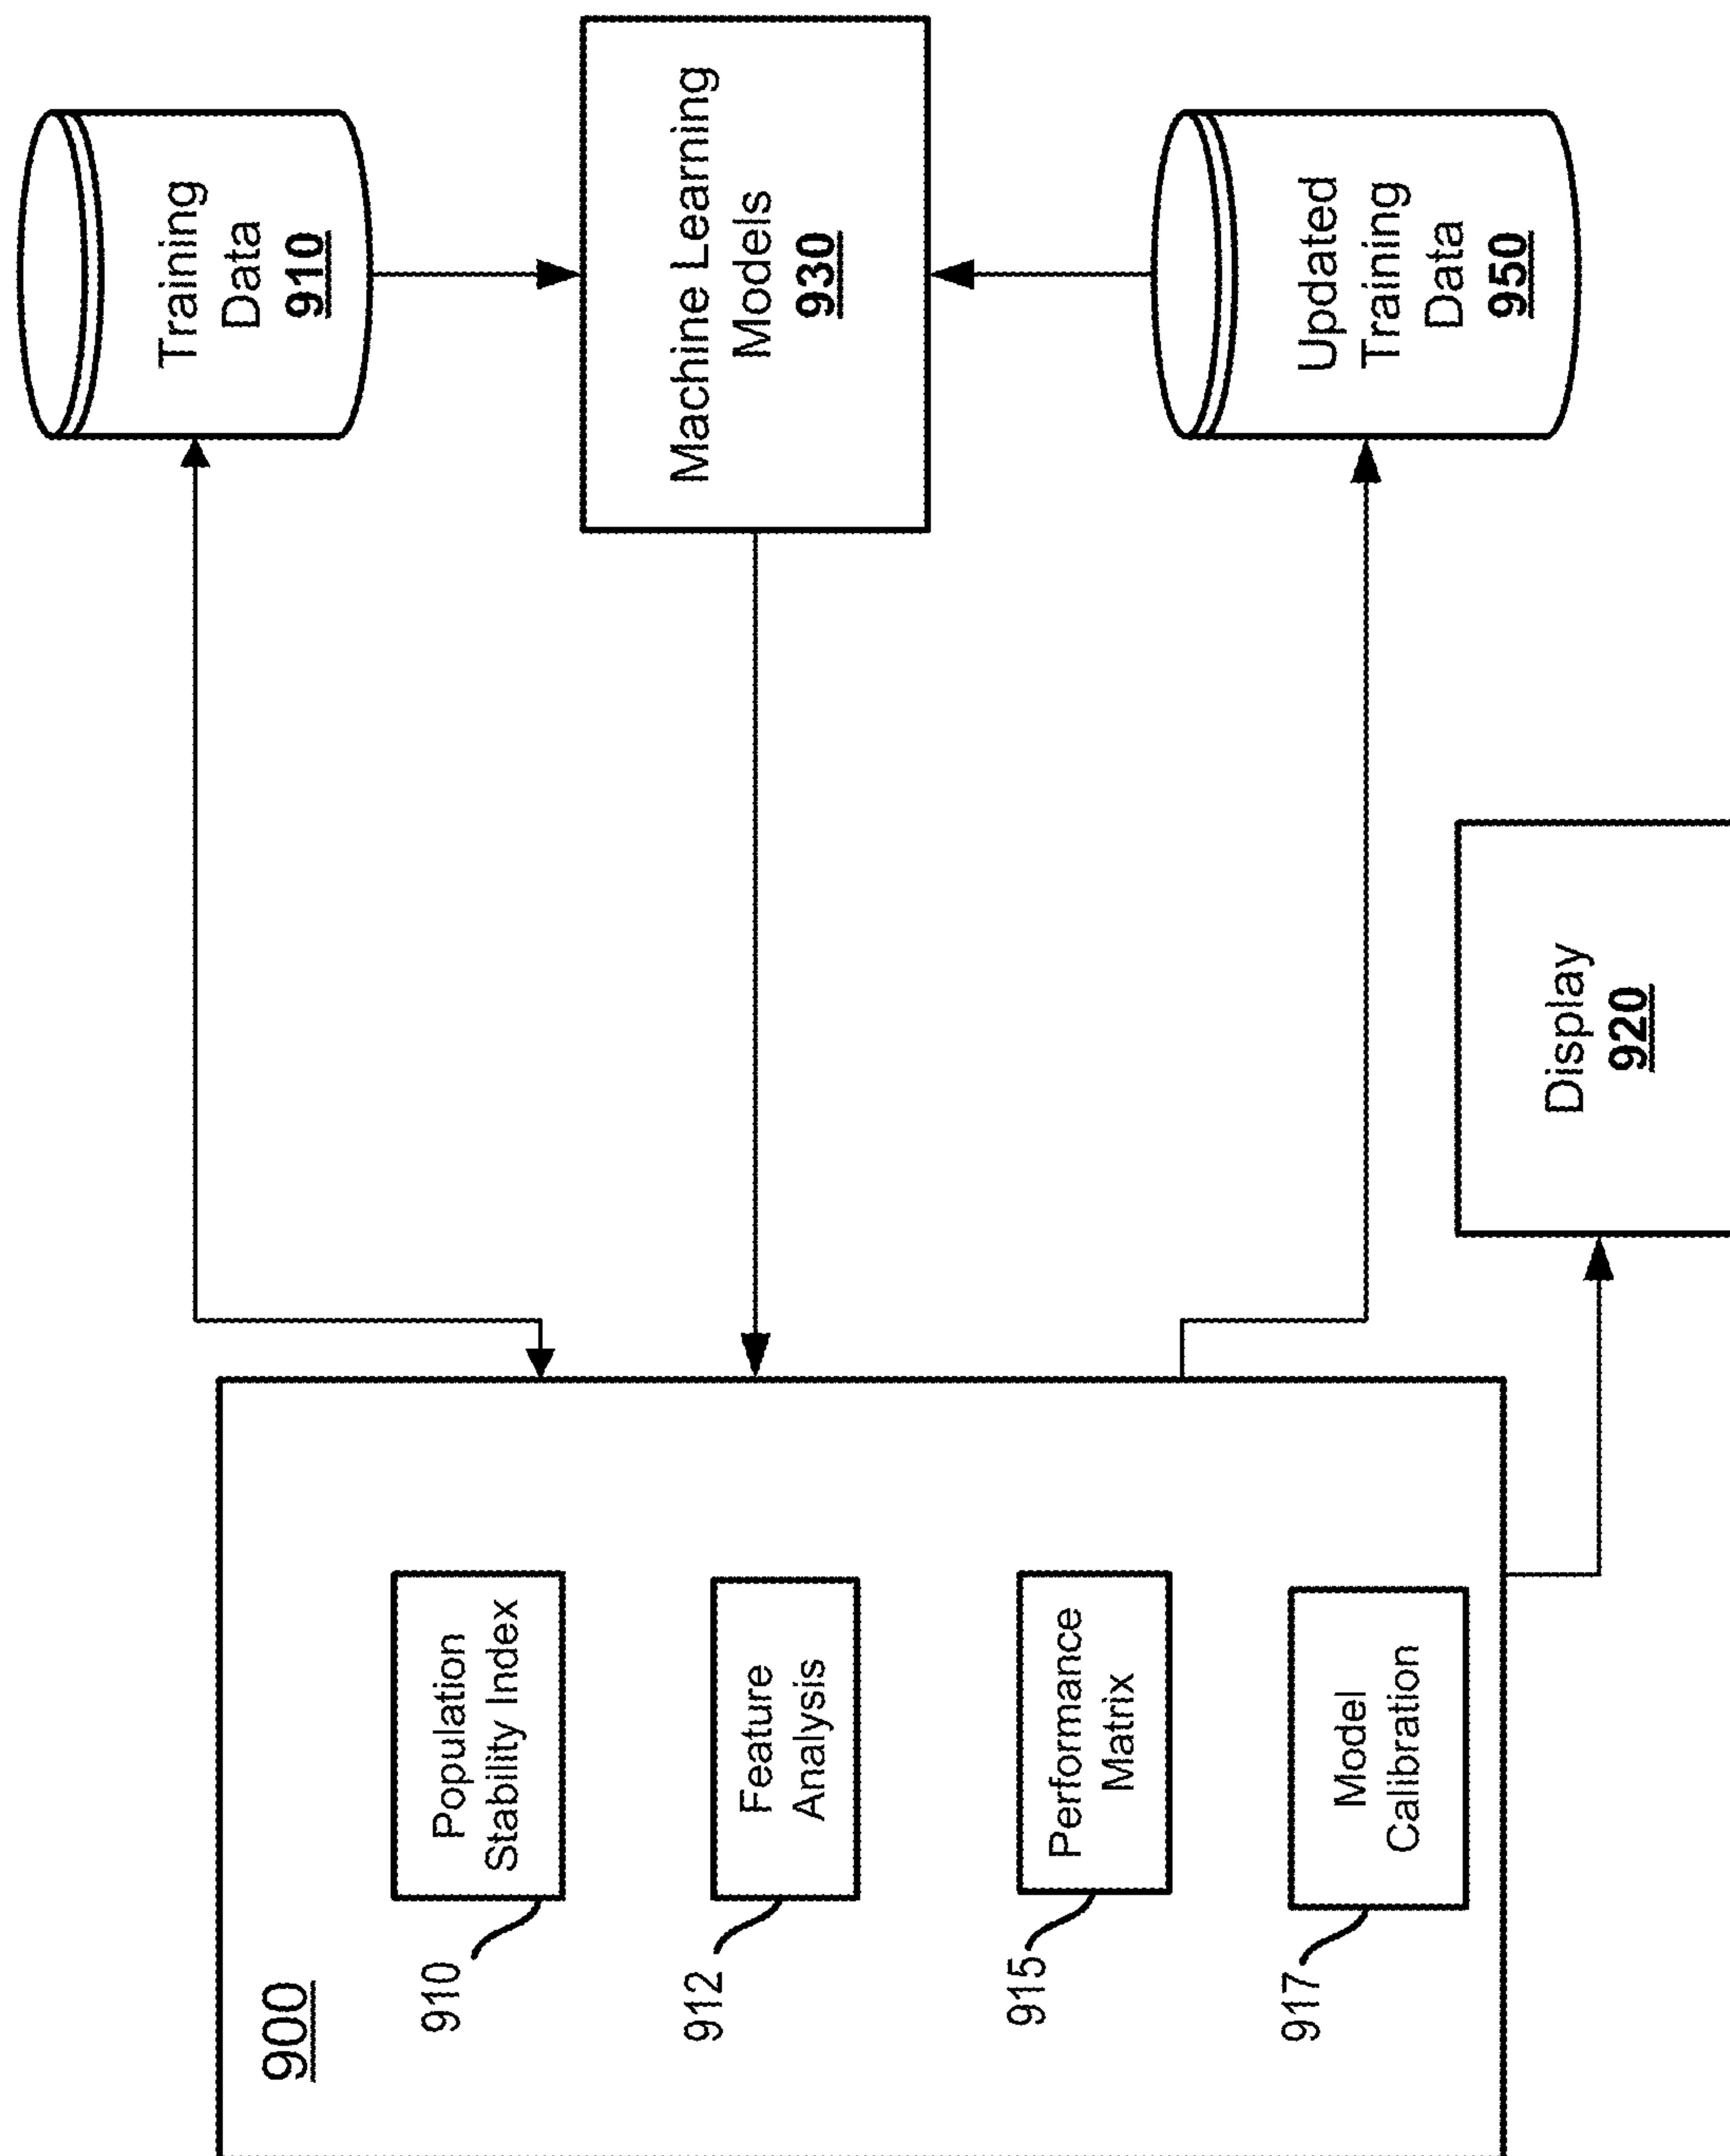 900
910
Population
Stability Index
912
Feature
Analysis
915
Performance
Matrix
917
Model
Calibration
Training
Data
910
Machine Learning
Models
930
Updated
Training
Data
950
Display
920